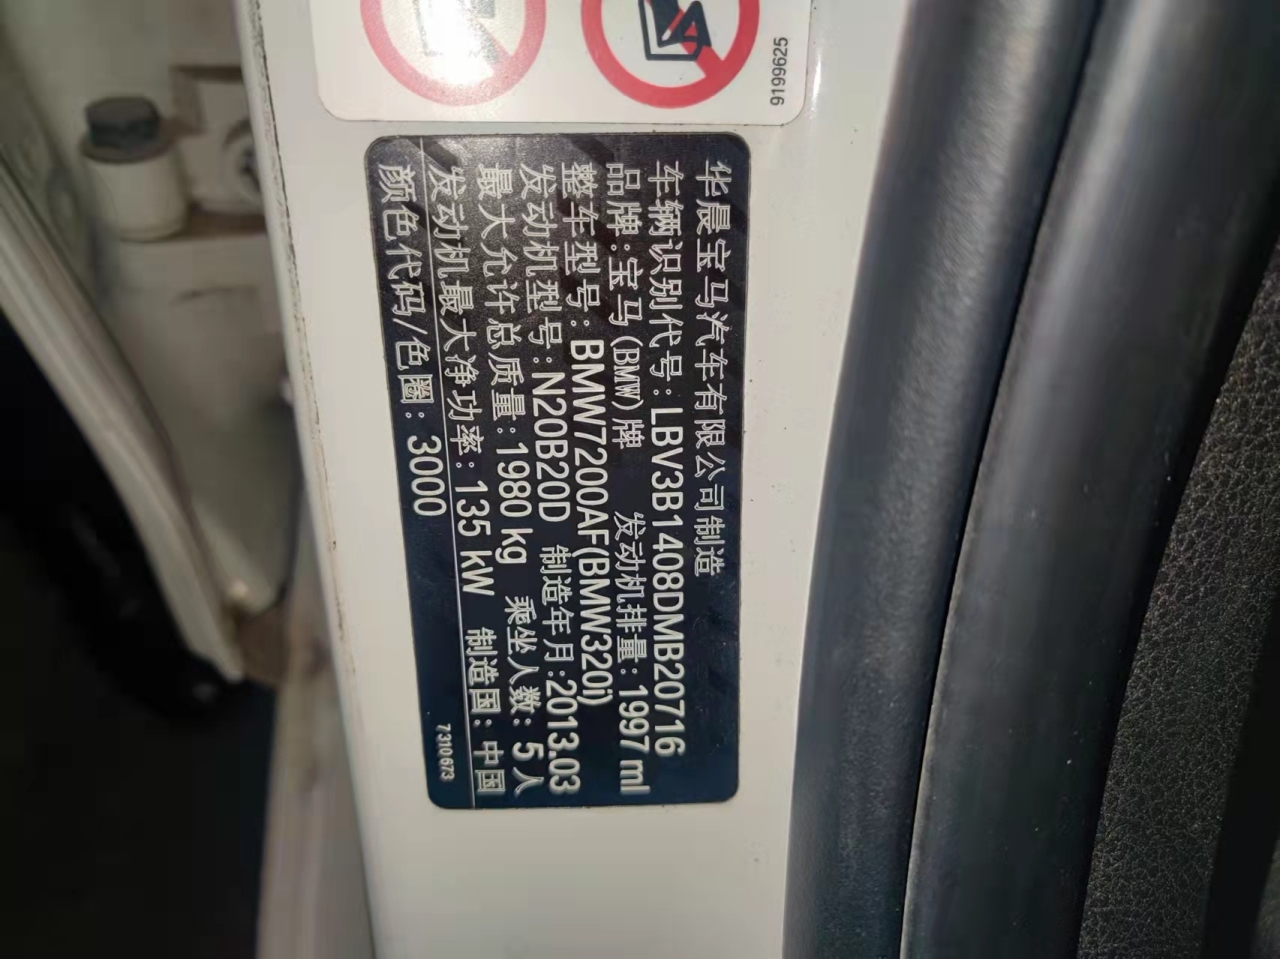 9199625
华晨宝马汽车有限公司制造
车辆识别代号:LBV3B1408DMB20716
品牌:宝马(BMW)牌 发动机排量:1997 ml
整车型号:BMW7200AF(BMW320i)
发动机型号:N20B20D 制造年月:2013.03
最大允许总质量:1980 kg 乘坐人数:5人
发动机最大净功率:135 kW 制造国:中国
颜色代码/色圈:3000
7310673